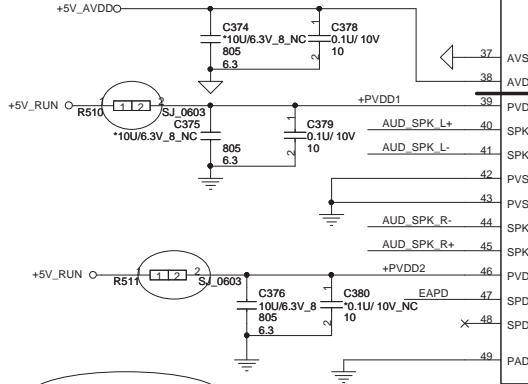 +5V_AVDD
C374
*10U/6.3V_8_NC
805
6.3
1
2
C378
0.1U/ 10V
10
37
AVS
38
AVD
+5V_RUN
R510
1
1 2
2
SJ_0603
+PVDD1
39
PVD
C375
*10U/6.3V_8_NC
805
6.3
1
2
C379
0.1U/ 10V
10
AUD_SPK_L+
40
SPK
AUD_SPK_L-
41
SPK
42
PVS
43
PVS
AUD_SPK_R-
44
SPK
AUD_SPK_R+
45
SPK
+5V_RUN
R511
1
1 2
2
SJ_0603
+PVDD2
46
PVD
C376
10U/6.3V_8
805
6.3
1
2
C380
*0.1U/ 10V_NC
10
EAPD
47
SPD
48
SPD
49
PAD